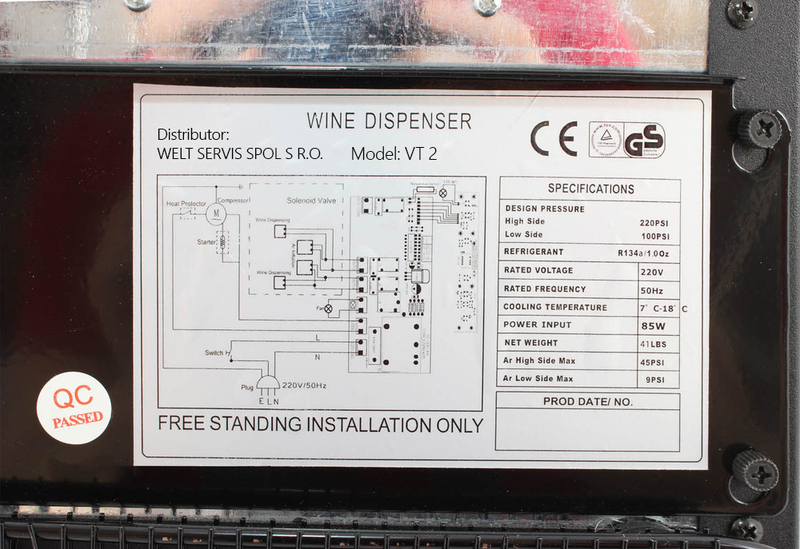 WINE DISPENSER
Distributor:
WELT SERVIS SPOL S R.O. Model: VT 2
CE
GS
Heat Protector
Compressor
M
Solenoid Valve
Wine Dispensing
Starter
Wine Dispensing
Fan
L
Switch
N
Plug
220V/50Hz
E L N
FREE STANDING INSTALLATION ONLY
SPECIFICATIONS
DESIGN PRESSURE
High Side 220PSI
Low Side 100PSI
REFRIGERANT R134a/1.0Oz
RATED VOLTAGE 220V
RATED FREQUENCY 50Hz
COOLING TEMPERATURE 7° C-18° C
POWER INPUT 85W
NET WEIGHT 41LBS
Ar High Side Max 45PSI
Ar Low Side Max 9PSI
PROD DATE/ NO.
QC
PASSED